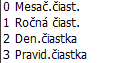 0 Mesač.čiast.
1 Ročná čiast.
2 Den.čiastka
3 Pravid.čiastka